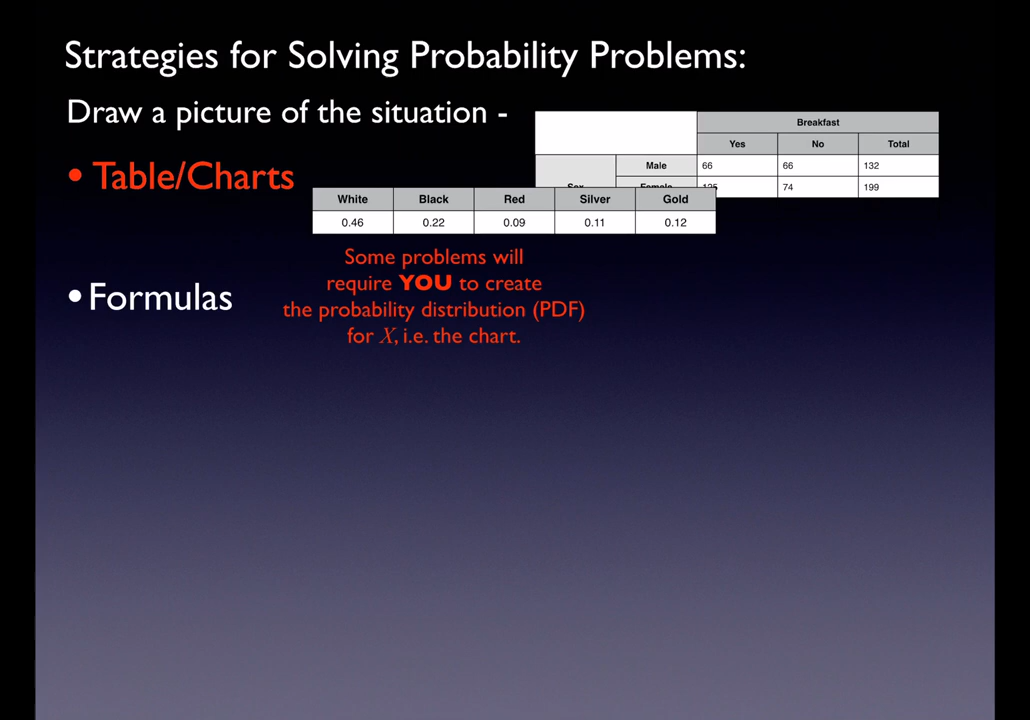 Strategies for Solving Probability Problems:
Draw a picture of the situation -
Breakfast
Yes No Total
Male 66 66 132
74 199
• Table/Charts
White Black Red Silver Gold
0.46 0.22 0.09 0.11 0.12
Some problems will
require YOU to create
the probability distribution (PDF)
for X, i.e. the chart.
• Formulas